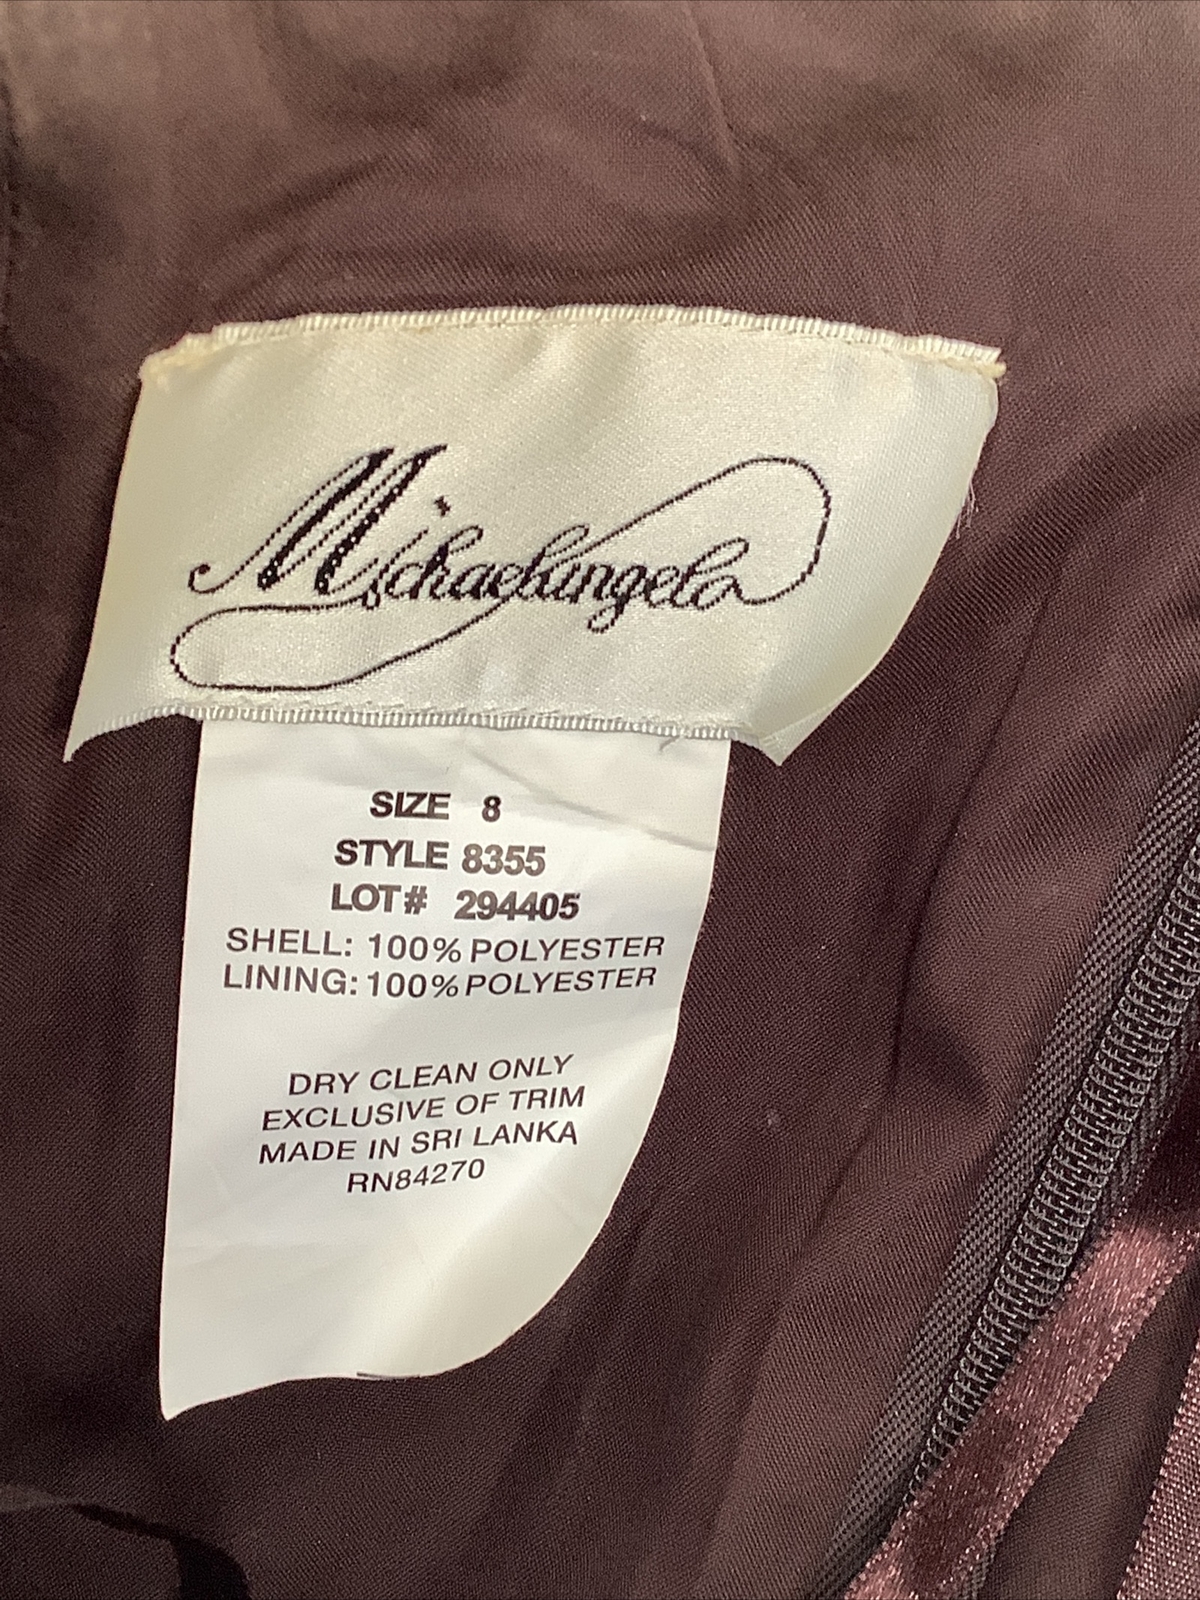 Michaelangelo
SIZE 8
STYLE 8355
LOT# 294405
SHELL: 100% POLYESTER
LINING: 100% POLYESTER
DRY CLEAN ONLY
EXCLUSIVE OF TRIM
MADE IN SRI LANKA
RN84270